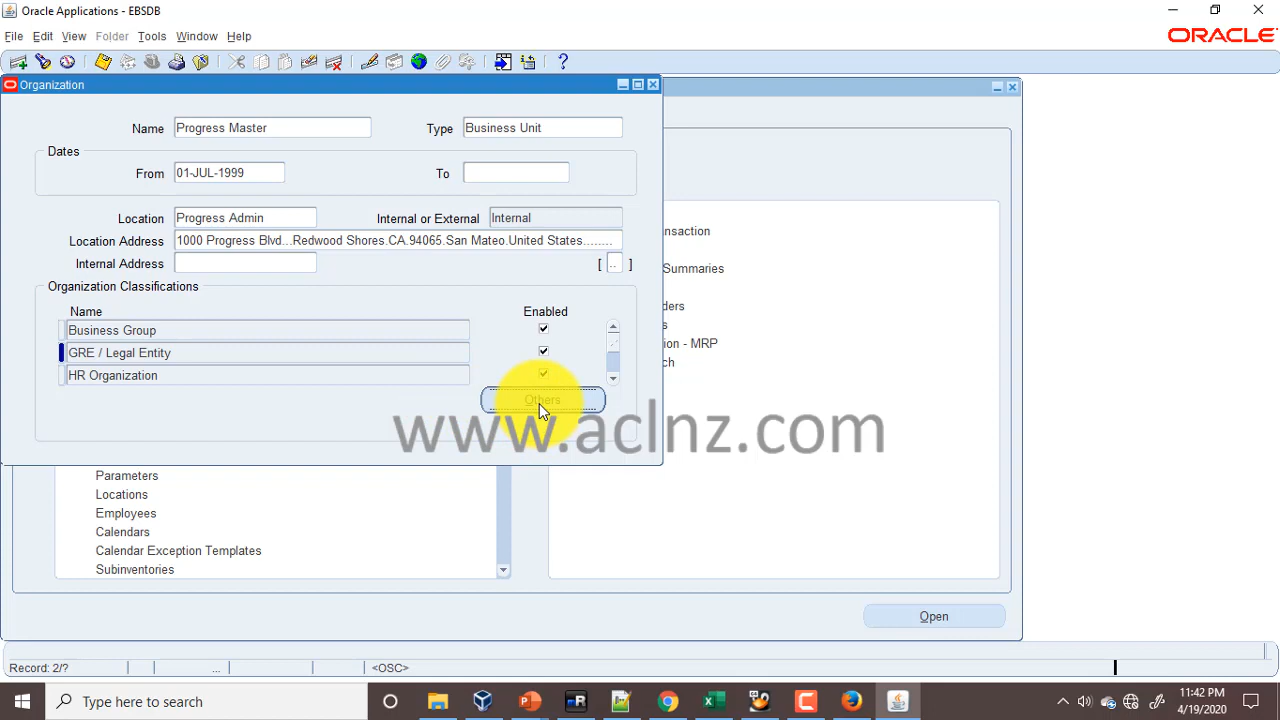 Oracle Applications - EBSDB
File Edit View Folder Tools Window Help
ORACLE
Organization
Name Progress Master Type Business Unit
Dates
From 01-JUL-1999 To
Location Progress Admin Internal or External Internal
Location Address 1000 Progress Blvd...Redwood Shores.CA.94065.San Mateo.United States........
Internal Address [ .. ]
Organization Classifications
Name Enabled
Business Group
GRE / Legal Entity
HR Organization
Others
ansaction
Summaries
ders
s
ion - MRP
ch
www.aclnz.com
Parameters
Locations
Employees
Calendars
Calendar Exception Templates
Subinventories
Open
Record: 2/? ... <OSC>
Type here to search
11:42 PM
4/19/2020